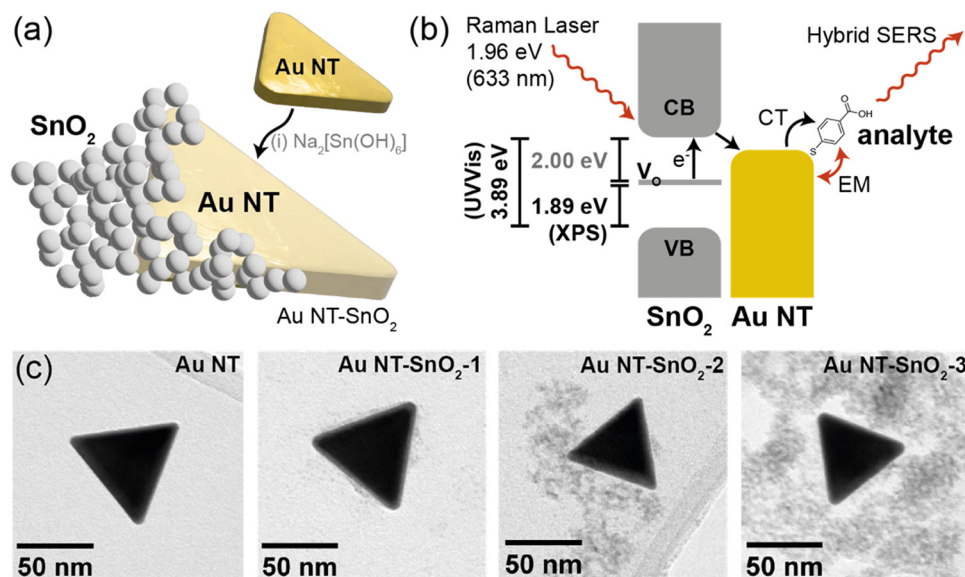 (a)
Au NT
SnO₂
(i) Na₂[Sn(OH)₆]
Au NT
Au NT-SnO₂
(b)
Raman Laser
1.96 eV
(633 nm)
Hybrid SERS
CB
CT
O
OH
S
analyte
EM
(UVVis)
3.89 eV
2.00 eV
V₀
e⁻
1.89 eV
(XPS)
VB
SnO₂
Au NT
(c)
Au NT
50 nm
Au NT-SnO₂-1
50 nm
Au NT-SnO₂-2
50 nm
Au NT-SnO₂-3
50 nm